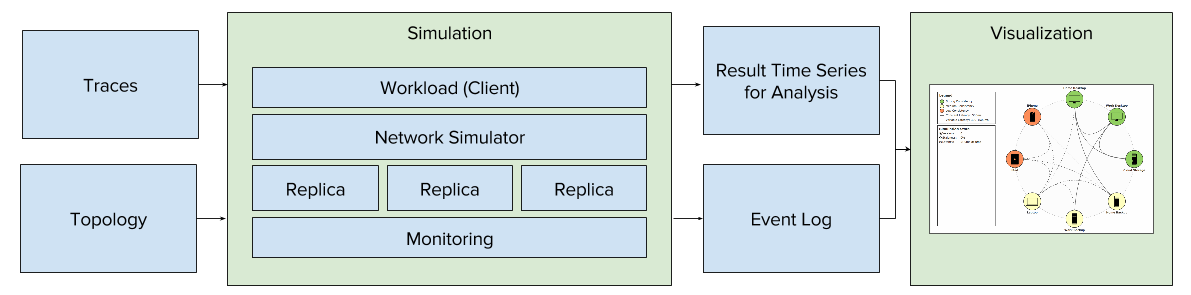 Traces
Topology
Simulation
Workload (Client)
Network Simulator
Replica
Replica
Replica
Monitoring
Result Time Series
for Analysis
Event Log
Visualization